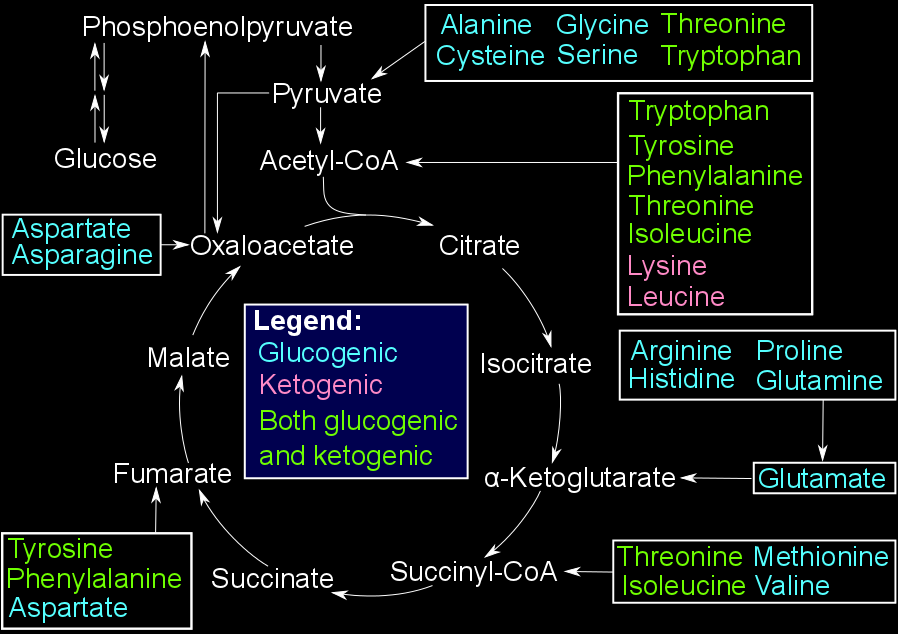 Phosphoenolpyruvate
Alanine Glycine Threonine
Cysteine Serine Tryptophan
Pyruvate
Glucose
Acetyl-CoA
Tryptophan
Tyrosine
Phenylalanine
Threonine
Isoleucine
Lysine
Leucine
Aspartate
Asparagine
Oxaloacetate
Citrate
Legend:
Glucogenic
Ketogenic
Both glucogenic
and ketogenic
Malate
Isocitrate
Arginine Proline
Histidine Glutamine
Fumarate
α-Ketoglutarate
Glutamate
Tyrosine
Phenylalanine
Aspartate
Succinate
Succinyl-CoA
Threonine Methionine
Isoleucine Valine